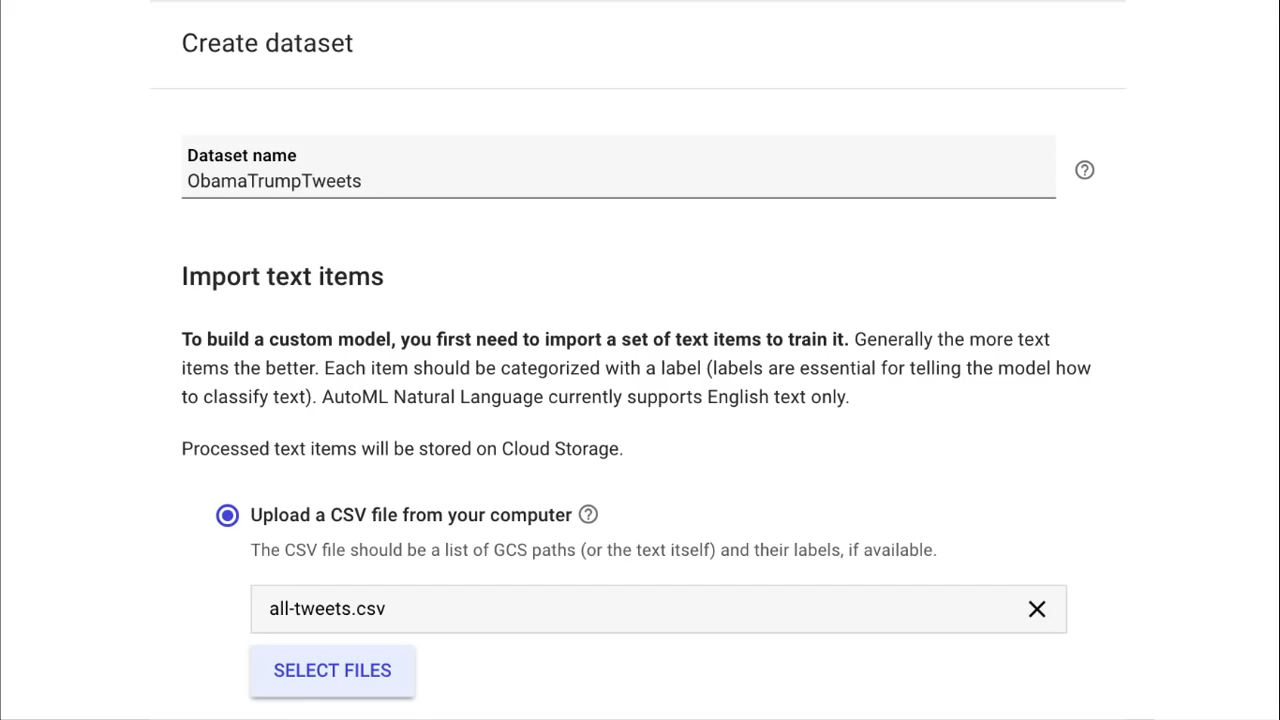 Create dataset
Dataset name
ObamaTrumpTweets
Import text items
To build a custom model, you first need to import a set of text items to train it. Generally the more text
items the better. Each item should be categorized with a label (labels are essential for telling the model how
to classify text). AutoML Natural Language currently supports English text only.
Processed text items will be stored on Cloud Storage.
Upload a CSV file from your computer
The CSV file should be a list of GCS paths (or the text itself) and their labels, if available.
all-tweets.csv
SELECT FILES